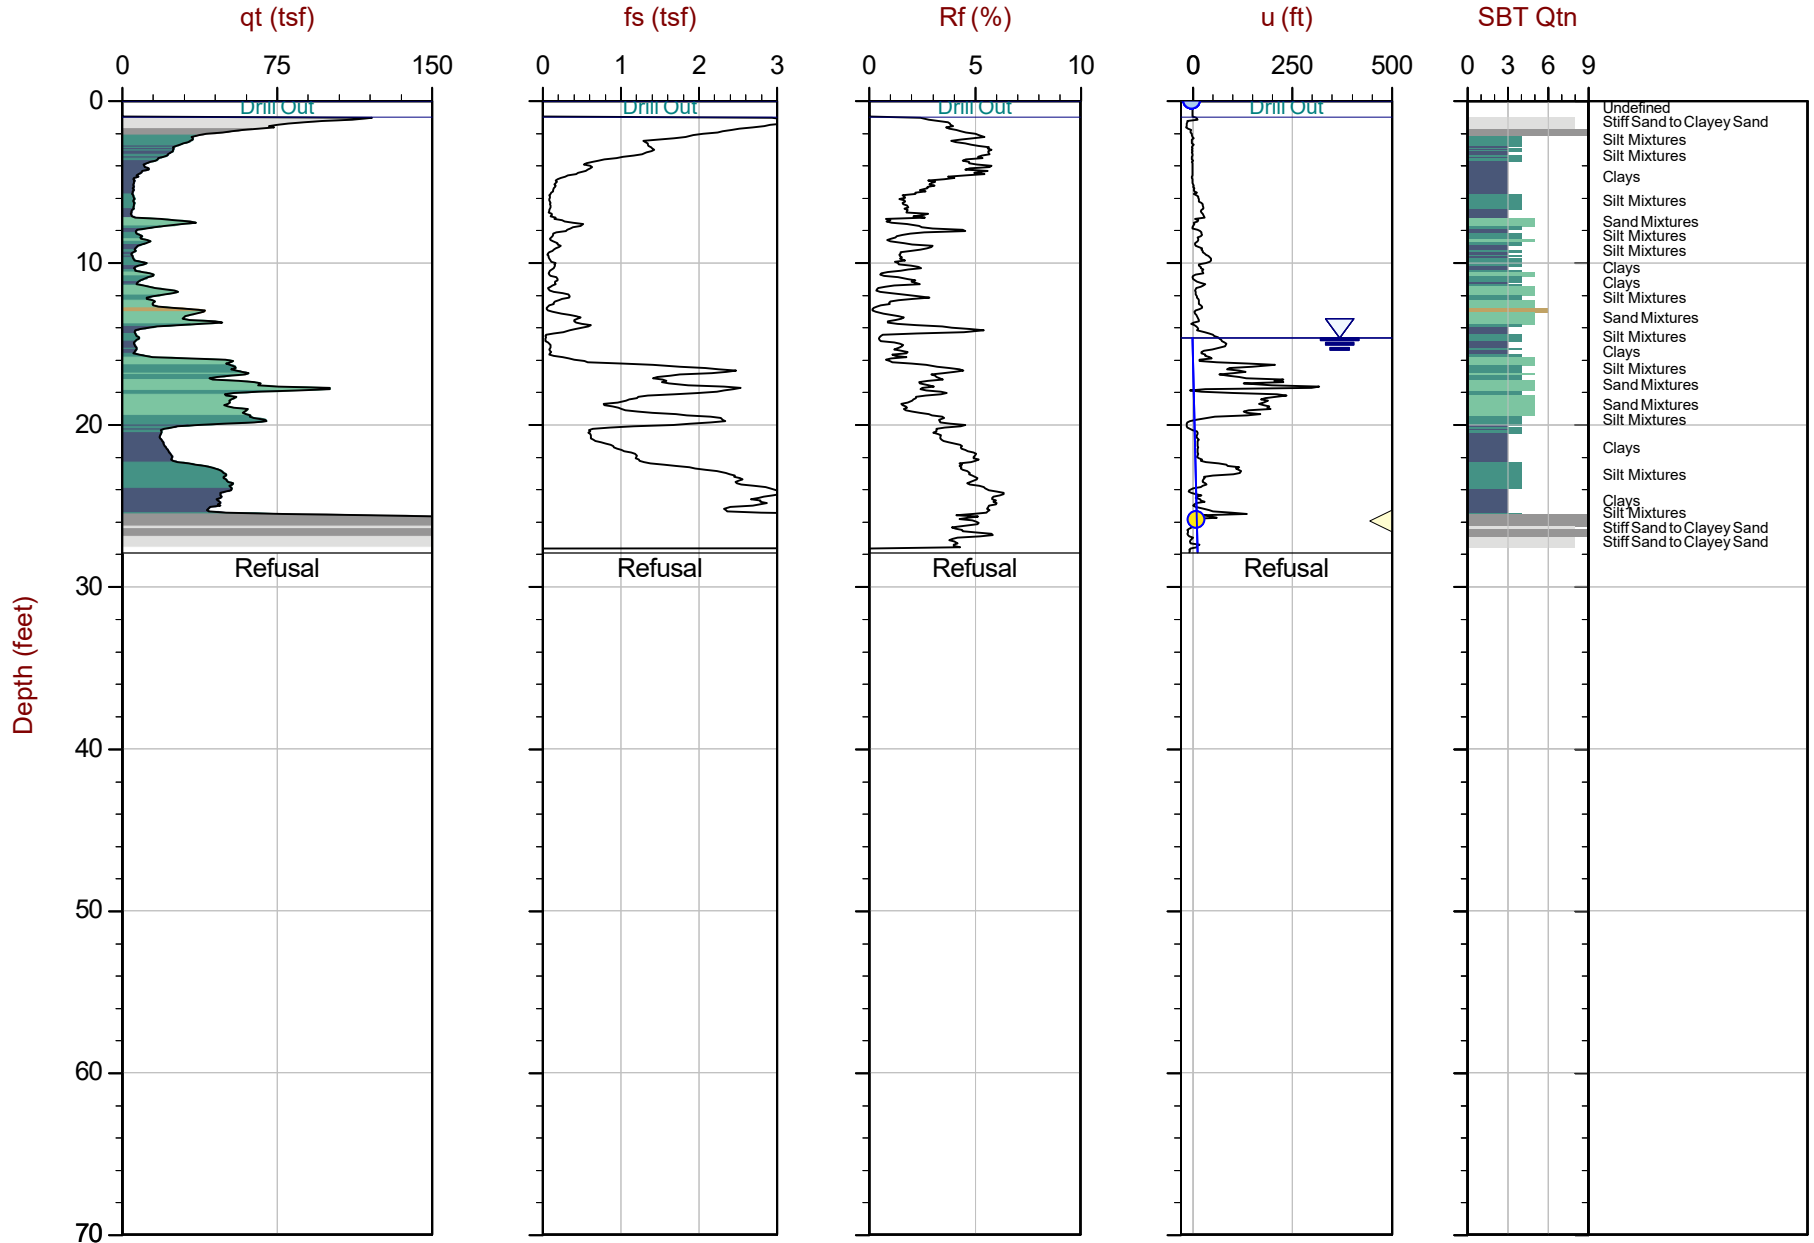 qt (tsf)
fs (tsf)
Rf (%)
u (ft)
SBT Qtn
0 75 150
0 1 2 3
0 5 10
0 250 500
0 3 6 9
Depth (feet)
0
10
20
30
40
50
60
70
Drill Out
Drill Out
Drill Out
Drill Out
Refusal
Refusal
Refusal
Refusal
Undefined
Stiff Sand to Clayey Sand
Silt Mixtures
Silt Mixtures
Clays
Silt Mixtures
Sand Mixtures
Silt Mixtures
Silt Mixtures
Clays
Clays
Silt Mixtures
Sand Mixtures
Silt Mixtures
Clays
Silt Mixtures
Sand Mixtures
Sand Mixtures
Silt Mixtures
Clays
Silt Mixtures
Clays
Silt Mixtures
Stiff Sand to Clayey Sand
Stiff Sand to Clayey Sand